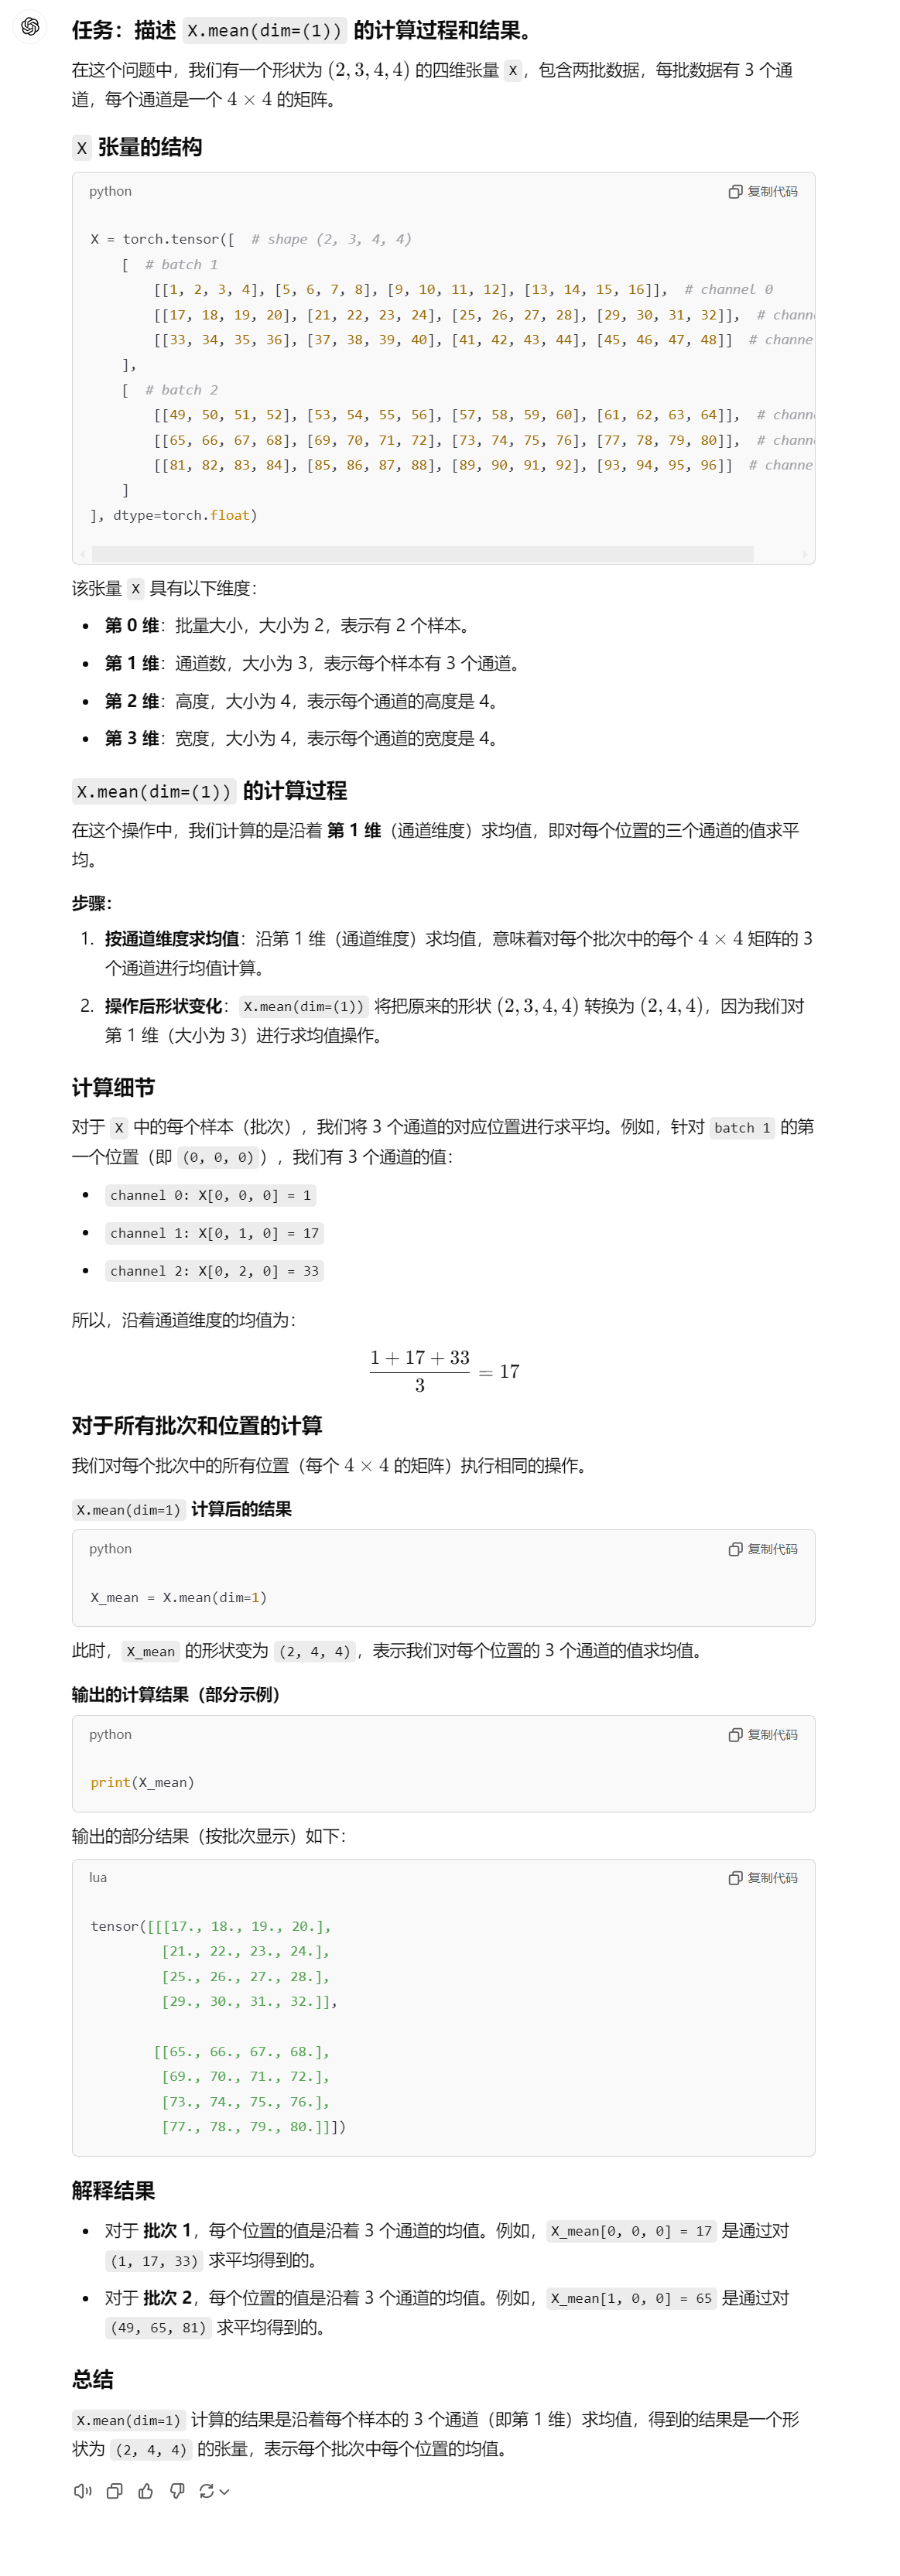 任务：描述 X.mean(dim=(1)) 的计算过程和结果。
在这个问题中，我们有一个形状为 (2, 3, 4, 4) 的四维张量 X，包含两批数据，每批数据有 3 个通
道，每个通道是一个 4 × 4 的矩阵。
X 张量的结构
python 复制代码
X = torch.tensor([  # shape (2, 3, 4, 4)
    [  # batch 1
        [[1, 2, 3, 4], [5, 6, 7, 8], [9, 10, 11, 12], [13, 14, 15, 16]],  # channel 0
        [[17, 18, 19, 20], [21, 22, 23, 24], [25, 26, 27, 28], [29, 30, 31, 32]],  # chann
        [[33, 34, 35, 36], [37, 38, 39, 40], [41, 42, 43, 44], [45, 46, 47, 48]]  # channe
    ],
    [  # batch 2
        [[49, 50, 51, 52], [53, 54, 55, 56], [57, 58, 59, 60], [61, 62, 63, 64]],  # chann
        [[65, 66, 67, 68], [69, 70, 71, 72], [73, 74, 75, 76], [77, 78, 79, 80]],  # chann
        [[81, 82, 83, 84], [85, 86, 87, 88], [89, 90, 91, 92], [93, 94, 95, 96]]  # channe
    ]
], dtype=torch.float)
该张量 X 具有以下维度：
• 第 0 维：批量大小，大小为 2，表示有 2 个样本。
• 第 1 维：通道数，大小为 3，表示每个样本有 3 个通道。
• 第 2 维：高度，大小为 4，表示每个通道的高度是 4。
• 第 3 维：宽度，大小为 4，表示每个通道的宽度是 4。
X.mean(dim=(1)) 的计算过程
在这个操作中，我们计算的是沿着 第 1 维（通道维度）求均值，即对每个位置的三个通道的值求平
均。
步骤：
1. 按通道维度求均值：沿第 1 维（通道维度）求均值，意味着对每个批次中的每个 4 × 4 矩阵的 3
个通道进行均值计算。
2. 操作后形状变化：X.mean(dim=(1)) 将把原来的形状 (2, 3, 4, 4) 转换为 (2, 4, 4)，因为我们对
第 1 维（大小为 3）进行求均值操作。
计算细节
对于 X 中的每个样本（批次），我们将 3 个通道的对应位置进行求平均。例如，针对 batch 1 的第
一个位置（即 (0, 0, 0)），我们有 3 个通道的值：
• channel 0: X[0, 0, 0] = 1
• channel 1: X[0, 1, 0] = 17
• channel 2: X[0, 2, 0] = 33
所以，沿着通道维度的均值为：
1 + 17 + 33
3
= 17
对于所有批次和位置的计算
我们对每个批次中的所有位置（每个 4 × 4 的矩阵）执行相同的操作。
X.mean(dim=1) 计算后的结果
python 复制代码
X_mean = X.mean(dim=1)
此时，X_mean 的形状变为 (2, 4, 4)，表示我们对每个位置的 3 个通道的值求均值。
输出的计算结果（部分示例）
python 复制代码
print(X_mean)
输出的部分结果（按批次显示）如下：
lua 复制代码
tensor([[[17., 18., 19., 20.],
         [21., 22., 23., 24.],
         [25., 26., 27., 28.],
         [29., 30., 31., 32.]],
        [[65., 66., 67., 68.],
         [69., 70., 71., 72.],
         [73., 74., 75., 76.],
         [77., 78., 79., 80.]]])
解释结果
• 对于 批次 1，每个位置的值是沿着 3 个通道的均值。例如，X_mean[0, 0, 0] = 17 是通过对
(1, 17, 33) 求平均得到的。
• 对于 批次 2，每个位置的值是沿着 3 个通道的均值。例如，X_mean[1, 0, 0] = 65 是通过对
(49, 65, 81) 求平均得到的。
总结
X.mean(dim=1) 计算的结果是沿着每个样本的 3 个通道（即第 1 维）求均值，得到的结果是一个形
状为 (2, 4, 4) 的张量，表示每个批次中每个位置的均值。